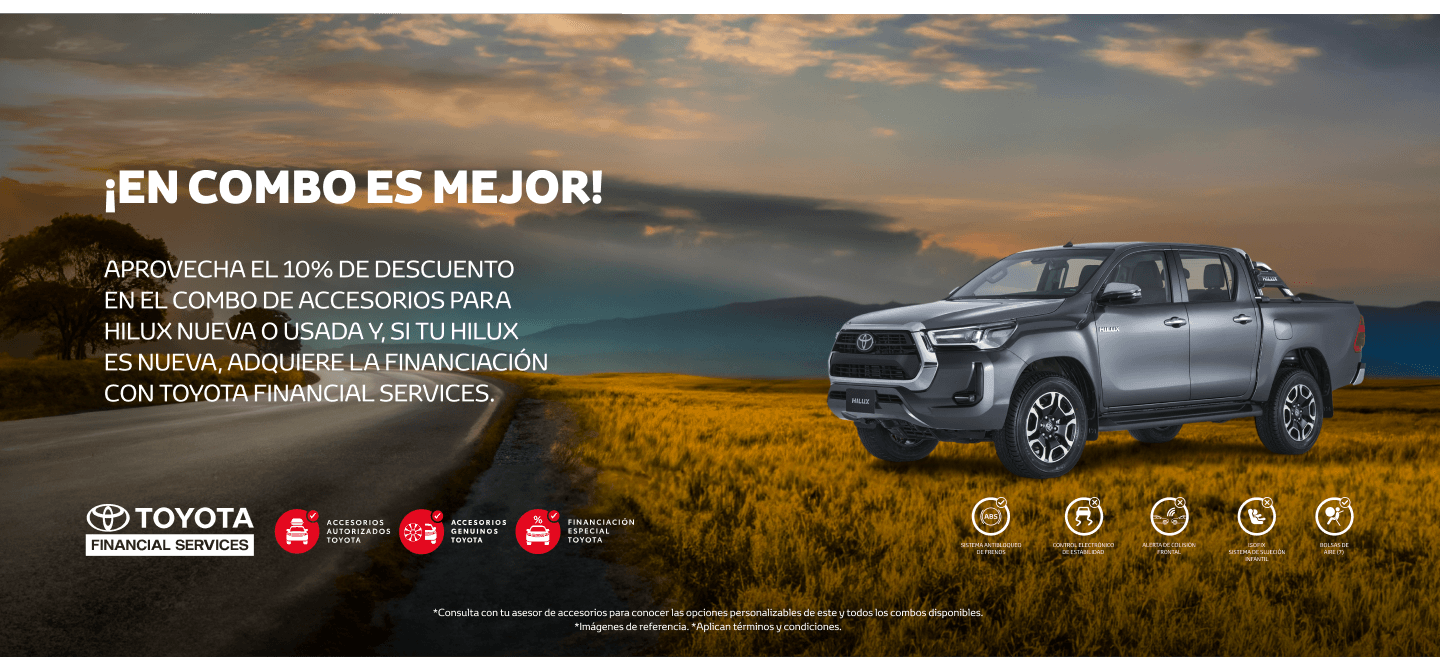 ¡EN COMBO ES MEJOR!
APROVECHA EL 10% DE DESCUENTO
EN EL COMBO DE ACCESORIOS PARA
HILUX NUEVA O USADA Y, SI TU HILUX
ES NUEVA, ADQUIERE LA FINANCIACIÓN
CON TOYOTA FINANCIAL SERVICES.
HILUX
HILUX
HILUX
TOYOTA
FINANCIAL SERVICES
ACCESORIOS
AUTORIZADOS
TOYOTA
ACCESORIOS
GENUINOS
TOYOTA
%
FINANCIACIÓN
ESPECIAL
TOYOTA
ABS
SISTEMA ANTIBLOQUEO
DE FRENOS
CONTROL ELECTRÓNICO
DE ESTABILIDAD
ALERTA DE COLISIÓN
FRONTAL
ISOFIX
SISTEMA DE SUJECIÓN
INFANTIL
BOLSAS DE
AIRE (7)
*Consulta con tu asesor de accesorios para conocer las opciones personalizables de este y todos los combos disponibles.
*Imágenes de referencia. *Aplican términos y condiciones.